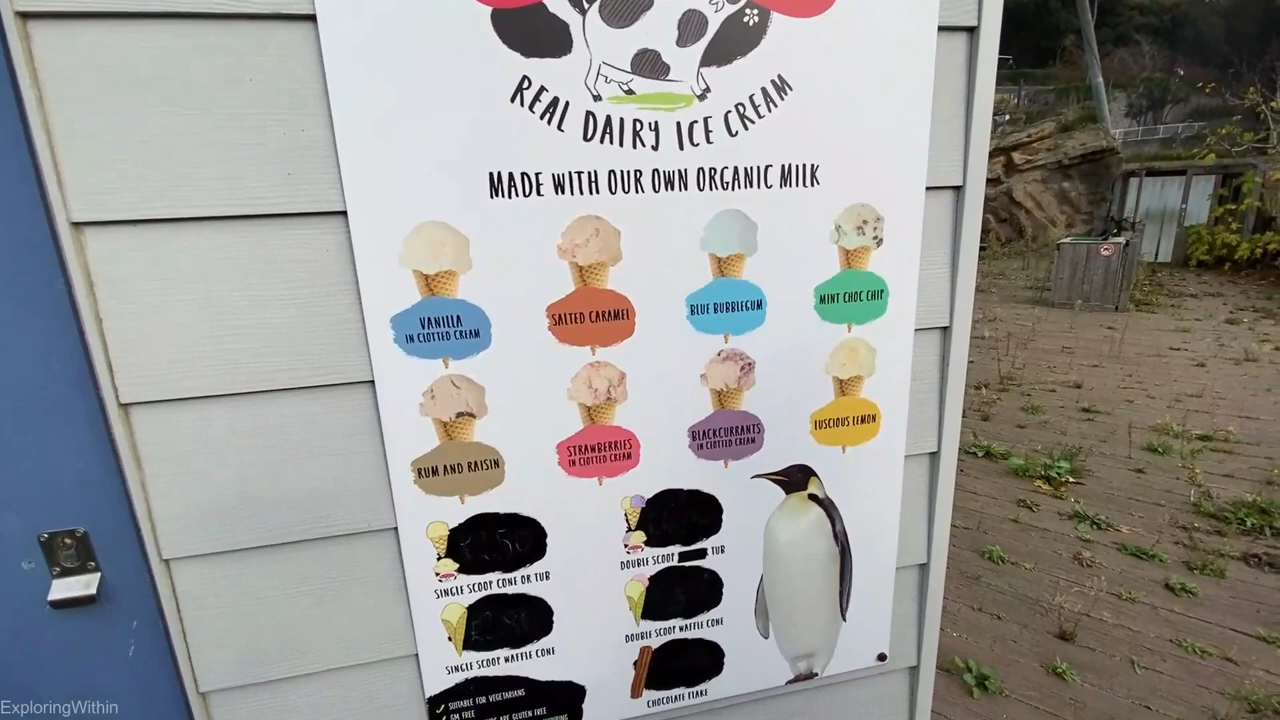 REAL DAIRY ICE CREAM
MADE WITH OUR OWN ORGANIC MILK
VANILLA
IN CLOTTED CREAM
SALTED CARAMEL
BLUE BUBBLEGUM
MINT CHOC CHIP
RUM AND RAISIN
STRAWBERRIES
IN CLOTTED CREAM
BLACKCURRANTS
IN CLOTTED CREAM
LUSCIOUS LEMON
SINGLE SCOOP CONE OR TUB
DOUBLE SCOOP TUB
SINGLE SCOOP WAFFLE CONE
DOUBLE SCOOP WAFFLE CONE
CHOCOLATE FLAKE
SUITABLE FOR VEGETARIANS
GM FREE
ARE GLUTEN FREE
ExploringWithin